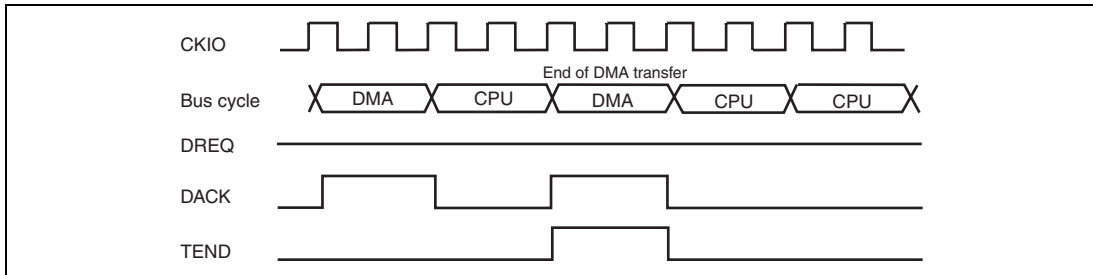 CKIO
End of DMA transfer
Bus cycle DMA CPU DMA CPU CPU
DREQ
DACK
TEND